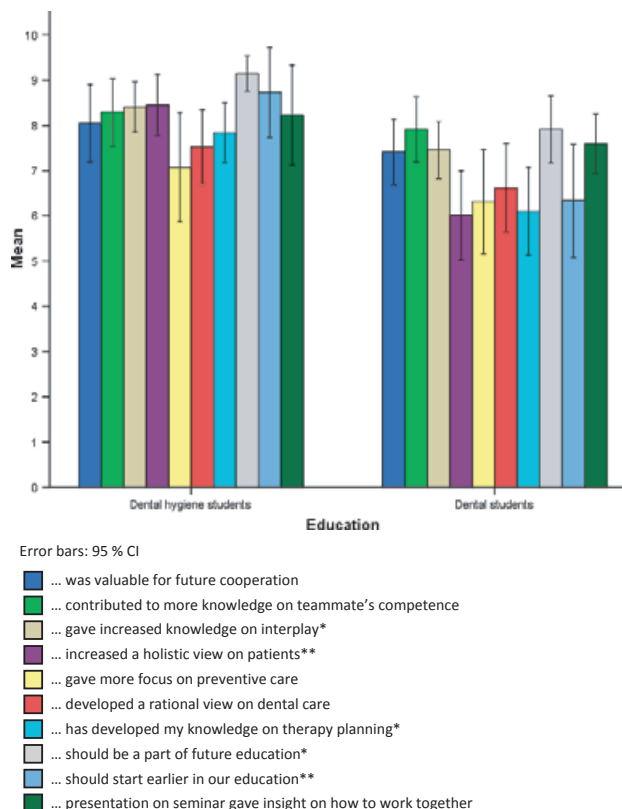 10
9
8
7
6
5
4
3
2
1
0
Mean
Dental hygiene students
Dental students
Education
Error bars: 95 % CI
... was valuable for future cooperation
... contributed to more knowledge on teammate's competence
... gave increased knowledge on interplay*
... increased a holistic view on patients**
... gave more focus on preventive care
... developed a rational view on dental care
... has developed my knowledge on therapy planning*
... should be a part of future education*
... should start earlier in our education**
... presentation on seminar gave insight on how to work together